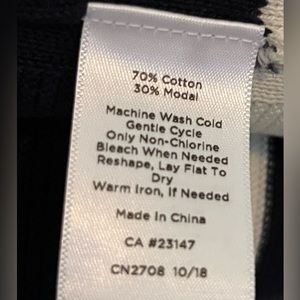 70% Cotton
30% Modal
Machine Wash Cold
Gentle Cycle
Only Non-Chlorine
Bleach When Needed
Reshape, Lay Flat To
Dry
Warm Iron, If Needed
Made In China
CA #23147
CN2708 10/18